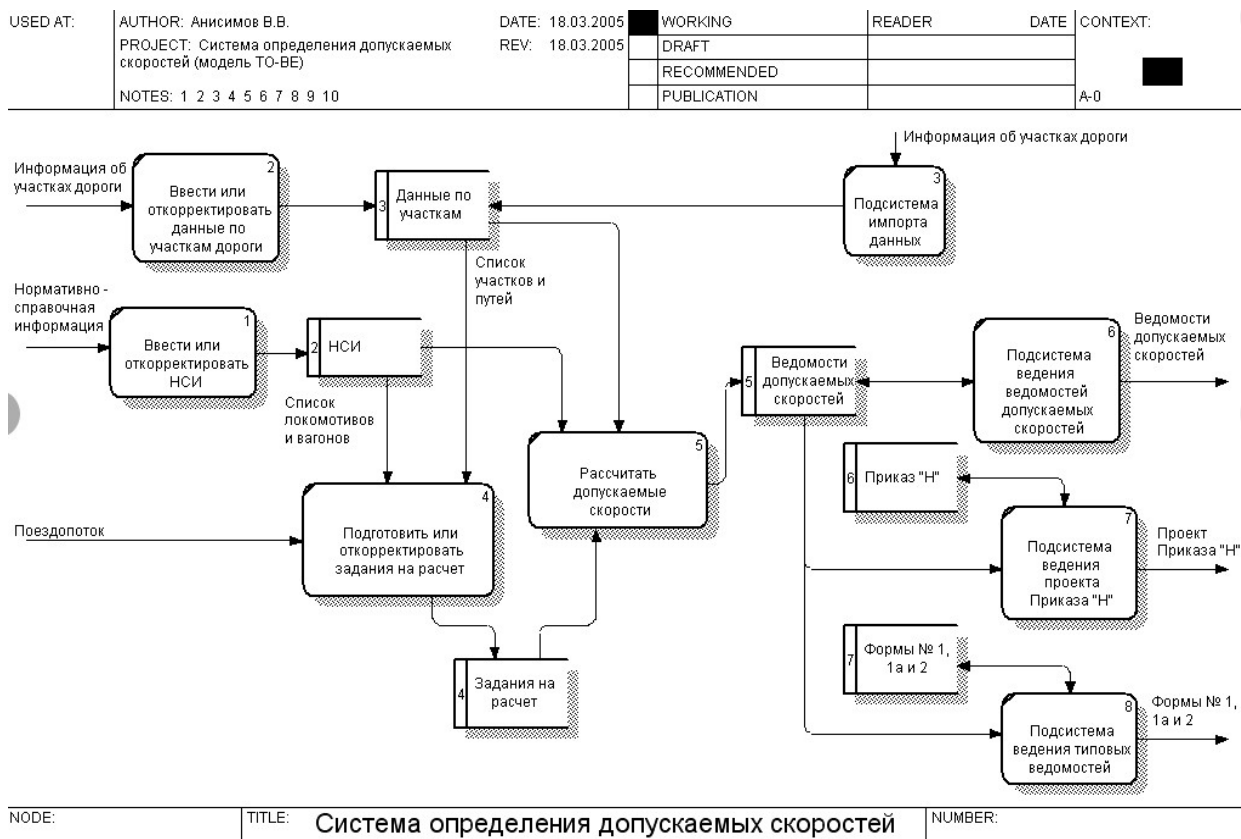 USED AT:
AUTHOR: Анисимов В.В.
DATE: 18.03.2005
WORKING
READER
DATE
CONTEXT:
PROJECT: Система определения допускаемых
скоростей (модель TO-BE)
REV: 18.03.2005
DRAFT
RECOMMENDED
NOTES: 1 2 3 4 5 6 7 8 9 10
PUBLICATION
A-0
Информация об участках дороги
Информация об
участках дороги
2
Ввести или
откорректировать
данные по
участкам дороги
3
Данные по
участкам
3
Подсистема
импорта
данных
Список
участков и
путей
Нормативно-
справочная
информация
1
Ввести или
откорректировать
НСИ
2
НСИ
Список
локомотивов
и вагонов
5
Ведомости
допускаемых
скоростей
6
Подсистема
ведения
ведомостей
допускаемых
скоростей
Ведомости
допускаемых
скоростей
5
Рассчитать
допускаемые
скорости
6
Приказ "Н"
Поездопоток
4
Подготовить или
откорректировать
задания на расчет
7
Подсистема
ведения
проекта
Приказа "Н"
Проект
Приказа "Н"
4
Задания на
расчет
7
Формы № 1,
1а и 2
8
Подсистема
ведения типовых
ведомостей
Формы № 1,
1а и 2
NODE:
TITLE: Система определения допускаемых скоростей
NUMBER: